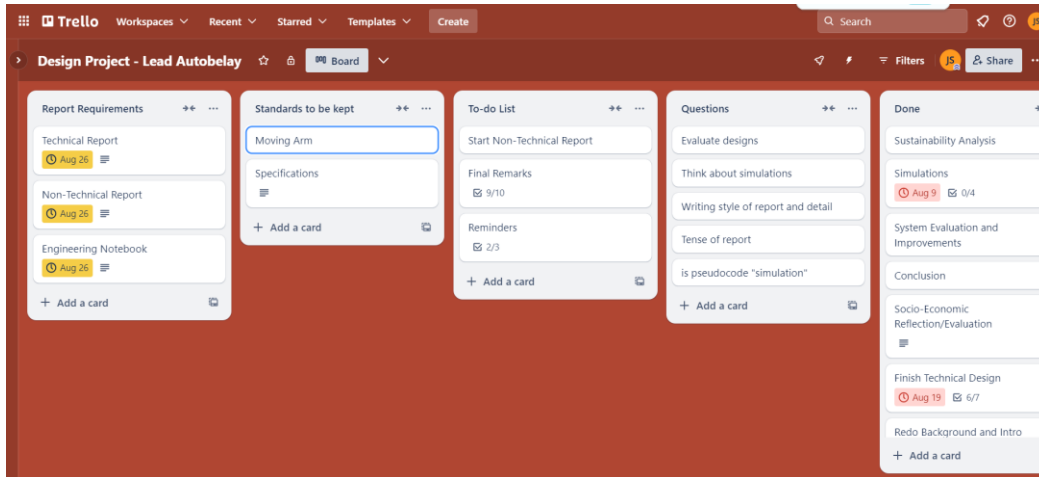 Trello Workspaces Recent Starred Templates Create Search
Design Project - Lead Autobelay Board Filters JS Share
Report Requirements
Technical Report
Aug 26
Non-Technical Report
Aug 26
Engineering Notebook
Aug 26
+ Add a card
Standards to be kept
Moving Arm
Specifications
+ Add a card
To-do List
Start Non-Technical Report
Final Remarks
9/10
Reminders
2/3
+ Add a card
Questions
Evaluate designs
Think about simulations
Writing style of report and detail
Tense of report
is pseudocode "simulation"
+ Add a card
Done
Sustainability Analysis
Simulations
Aug 9 0/4
System Evaluation and
Improvements
Conclusion
Socio-Economic
Reflection/Evaluation
Finish Technical Design
Aug 19 6/7
Redo Background and Intro
+ Add a card